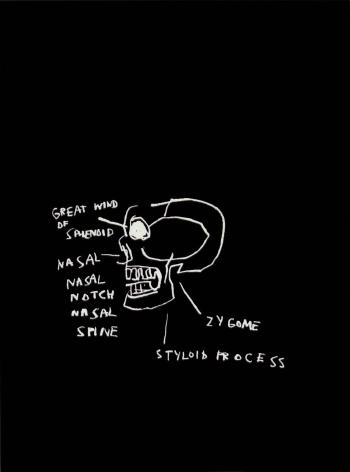 GREAT WIND
OF
SPHENOID
NASAL
NASAL
NOTCH
NASAL
SPINE
ZYGOME
STYLOID PROCESS